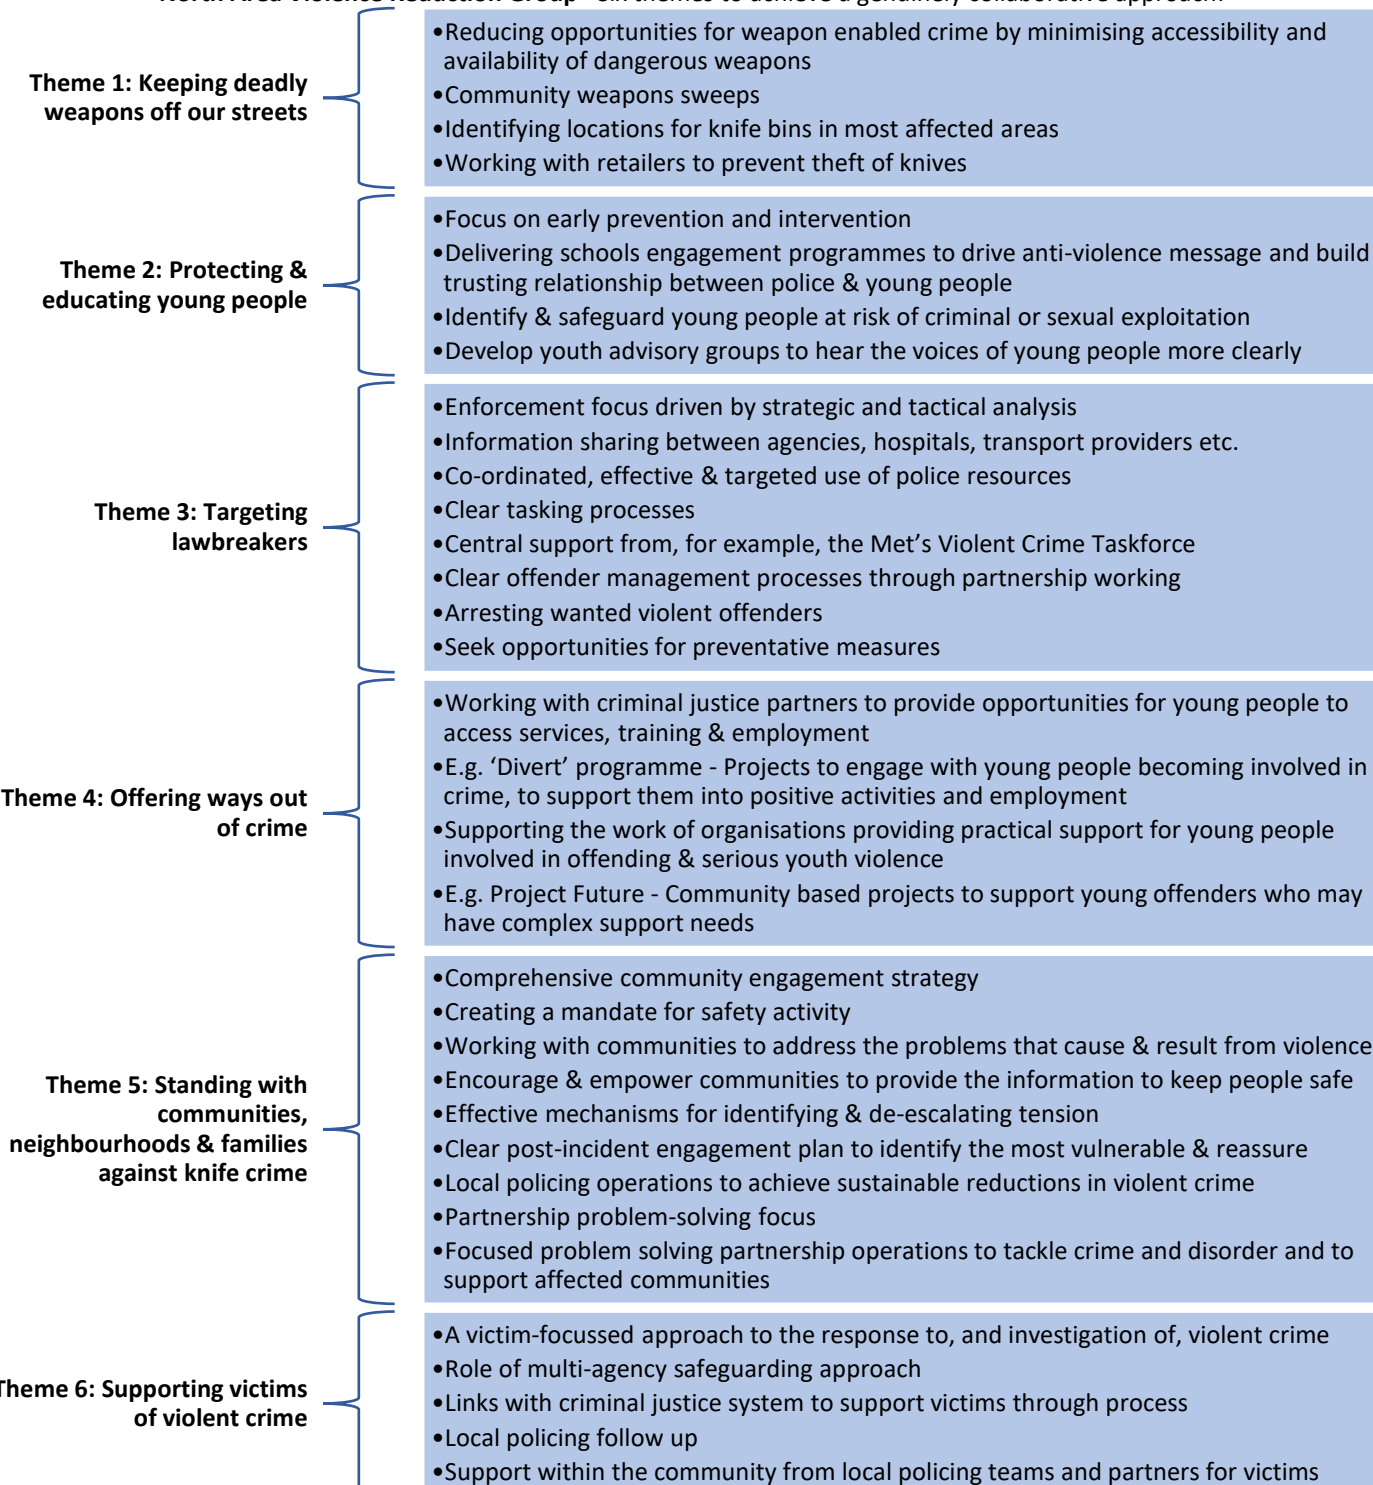 North Area Violence Reduction Group - Six themes to achieve a genuinely collaborative approach:
Theme 1: Keeping deadly
weapons off our streets
•Reducing opportunities for weapon enabled crime by minimising accessibility and
availability of dangerous weapons
•Community weapons sweeps
•Identifying locations for knife bins in most affected areas
•Working with retailers to prevent theft of knives
Theme 2: Protecting &
educating young people
•Focus on early prevention and intervention
•Delivering schools engagement programmes to drive anti-violence message and build
trusting relationship between police & young people
•Identify & safeguard young people at risk of criminal or sexual exploitation
•Develop youth advisory groups to hear the voices of young people more clearly
Theme 3: Targeting
lawbreakers
•Enforcement focus driven by strategic and tactical analysis
•Information sharing between agencies, hospitals, transport providers etc.
•Co-ordinated, effective & targeted use of police resources
•Clear tasking processes
•Central support from, for example, the Met’s Violent Crime Taskforce
•Clear offender management processes through partnership working
•Arresting wanted violent offenders
•Seek opportunities for preventative measures
Theme 4: Offering ways out
of crime
•Working with criminal justice partners to provide opportunities for young people to
access services, training & employment
•E.g. ‘Divert’ programme - Projects to engage with young people becoming involved in
crime, to support them into positive activities and employment
•Supporting the work of organisations providing practical support for young people
involved in offending & serious youth violence
•E.g. Project Future - Community based projects to support young offenders who may
have complex support needs
Theme 5: Standing with
communities,
neighbourhoods & families
against knife crime
•Comprehensive community engagement strategy
•Creating a mandate for safety activity
•Working with communities to address the problems that cause & result from violence
•Encourage & empower communities to provide the information to keep people safe
•Effective mechanisms for identifying & de-escalating tension
•Clear post-incident engagement plan to identify the most vulnerable & reassure
•Local policing operations to achieve sustainable reductions in violent crime
•Partnership problem-solving focus
•Focused problem solving partnership operations to tackle crime and disorder and to
support affected communities
Theme 6: Supporting victims
of violent crime
•A victim-focussed approach to the response to, and investigation of, violent crime
•Role of multi-agency safeguarding approach
•Links with criminal justice system to support victims through process
•Local policing follow up
•Support within the community from local policing teams and partners for victims